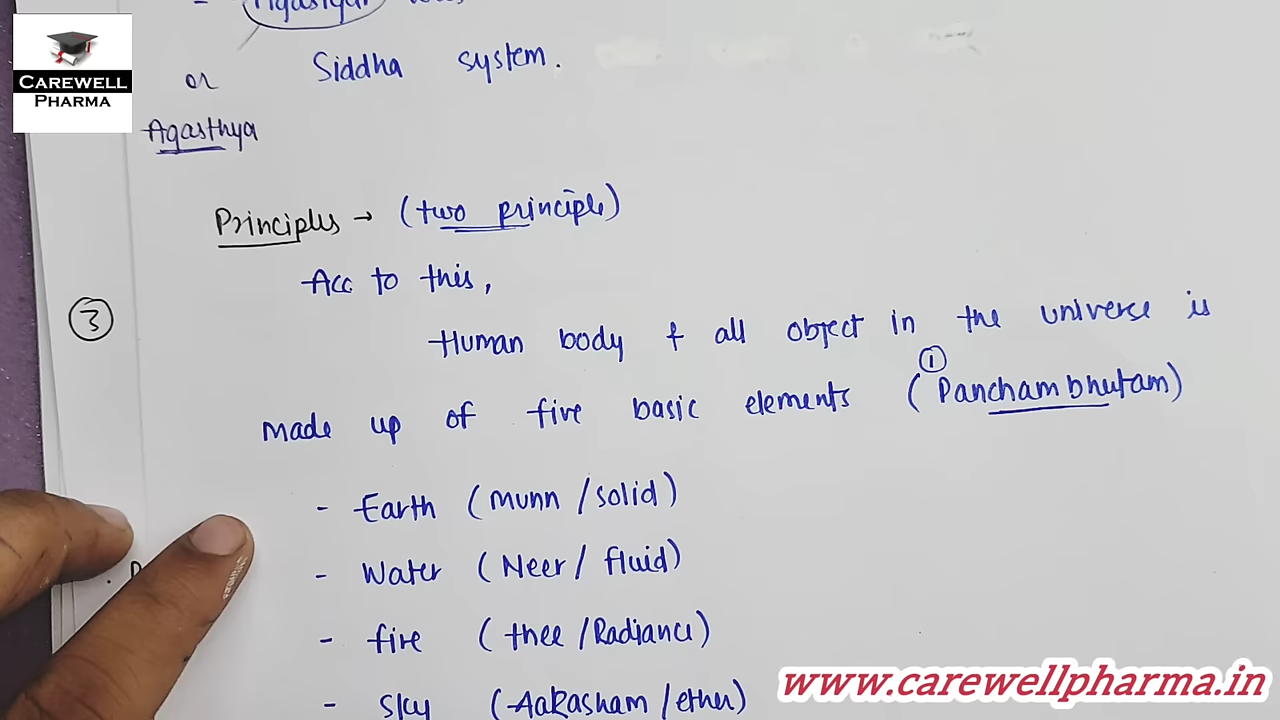 CAREWELL
PHARMA
- Agasiyar
Siddha system.
or
Agasthya
Principles → (two principle)
Acc to this,
③
Human body & all object in the universe is
①
made up of five basic elements (Panchambhutam)
- Earth (munn / solid)
- Water (Neer / fluid)
- fire (thee / Radiance)
- Sky (Aakasham / ether)
www.carewellpharma.in